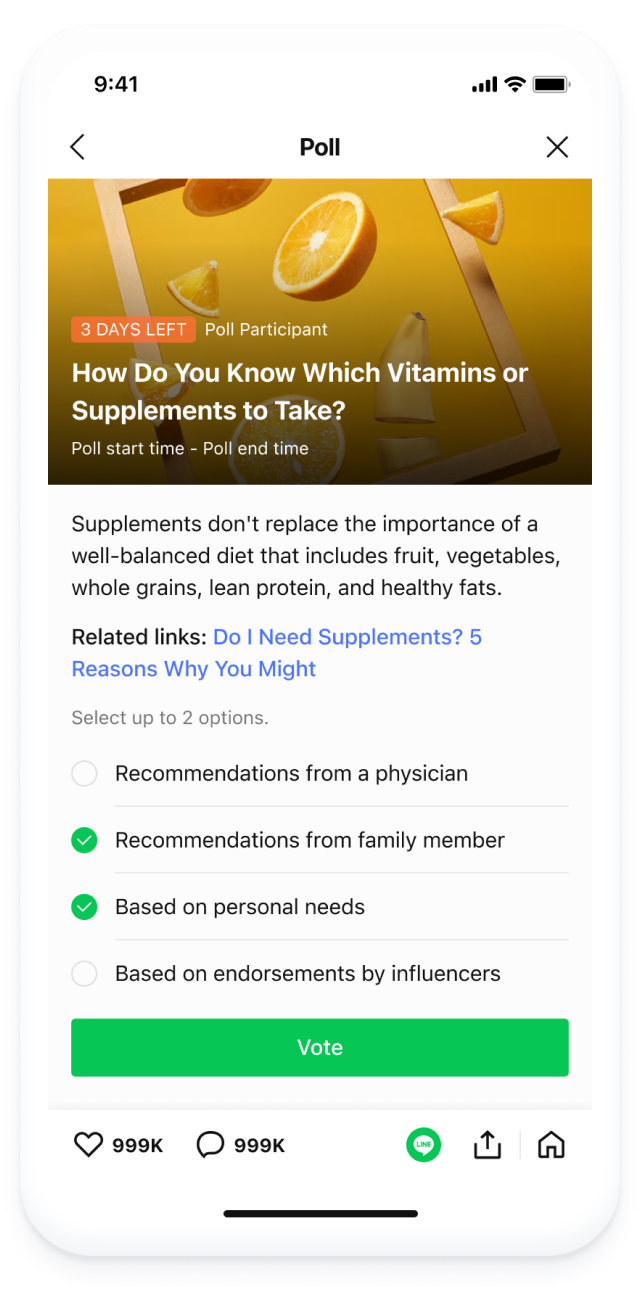 9:41
Poll
3 DAYS LEFT Poll Participant
How Do You Know Which Vitamins or
Supplements to Take?
Poll start time - Poll end time
Supplements don't replace the importance of a
well-balanced diet that includes fruit, vegetables,
whole grains, lean protein, and healthy fats.
Related links: Do I Need Supplements? 5
Reasons Why You Might
Select up to 2 options.
Recommendations from a physician
Recommendations from family member
Based on personal needs
Based on endorsements by influencers
Vote
999K 999K LINE